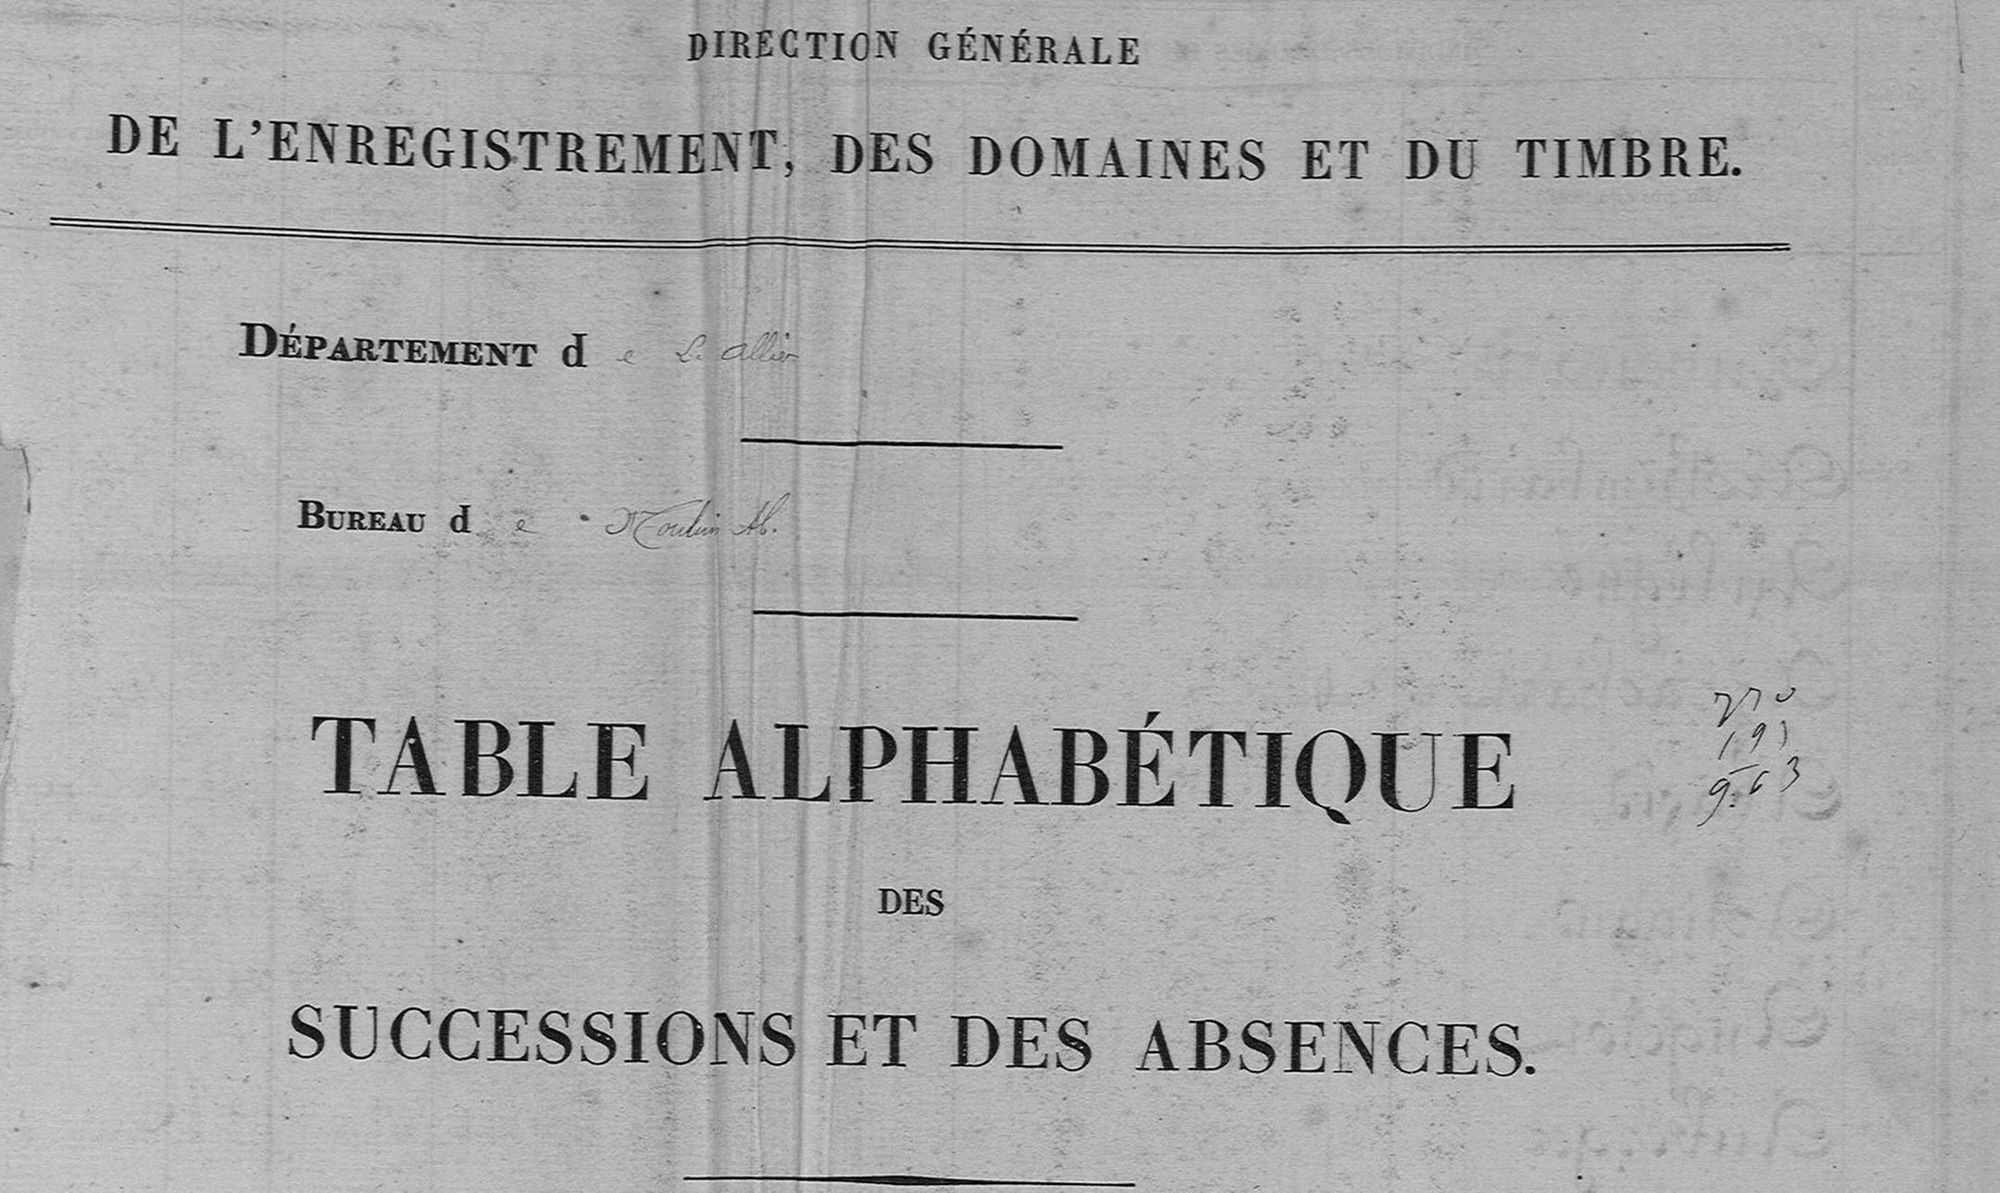 DIRECTION GÉNÉRALE
DE L'ENREGISTREMENT, DES DOMAINES ET DU TIMBRE.
DÉPARTEMENT de L. allier
BUREAU de Moulin
TABLE ALPHABÉTIQUE
DES
SUCCESSIONS ET DES ABSENCES.